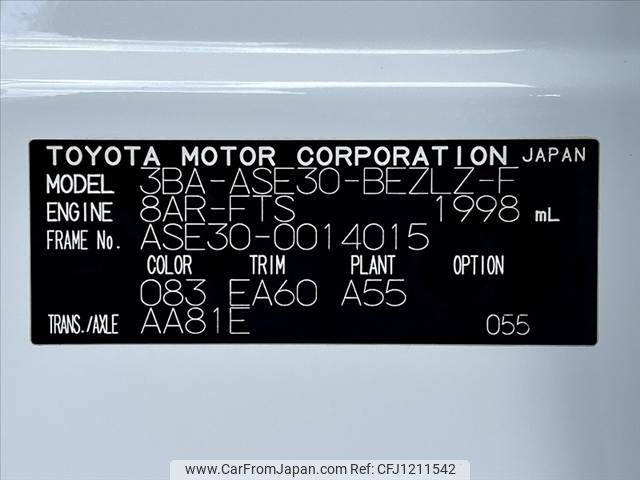 TOYOTA MOTOR CORPORATION JAPAN
MODEL 3BA-ASE30-BEZLZ-F
ENGINE 8AR-FTS 1998 mL
FRAME No. ASE30-0014015
COLOR TRIM PLANT OPTION
083 EA60 A55
TRANS./AXLE AA81E 055
www.CarFromJapan.com CFJ1211542